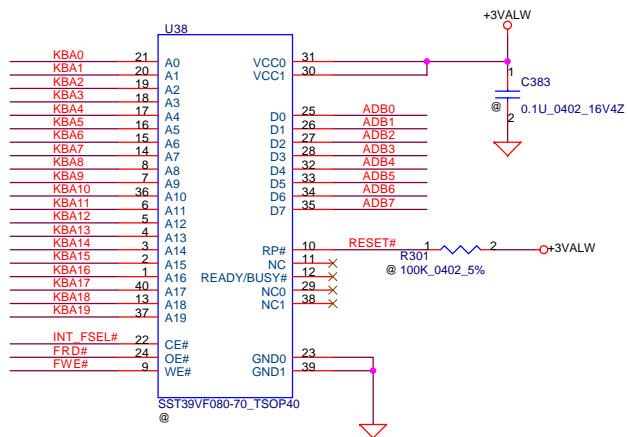 +3VALW
U38
KBA0 21 A0 VCC0 31
KBA1 20 A1 VCC1 30
KBA2 19 A2
KBA3 18 A3
KBA4 17 A4 D0 25 ADB0
KBA5 16 A5 D1 26 ADB1
KBA6 15 A6 D2 27 ADB2
KBA7 14 A7 D3 28 ADB3
KBA8 8 A8 D4 32 ADB4
KBA9 7 A9 D5 33 ADB5
KBA10 36 A10 D6 34 ADB6
KBA11 6 A11 D7 35 ADB7
KBA12 5 A12
KBA13 4 A13
KBA14 3 A14 RP# 10 RESET# 1 2 +3VALW
KBA15 2 A15 NC 11 R301
KBA16 1 A16 READY/BUSY# 12 @ 100K_0402_5%
KBA17 40 A17 NC0 29
KBA18 13 A18 NC1 38
KBA19 37 A19
INT_FSEL# 22 CE# GND0 23
FRD# 24 OE# GND1 39
FWE# 9 WE#
SST39VF080-70_TSOP40
@
1
C383
@ 0.1U_0402_16V4Z
2